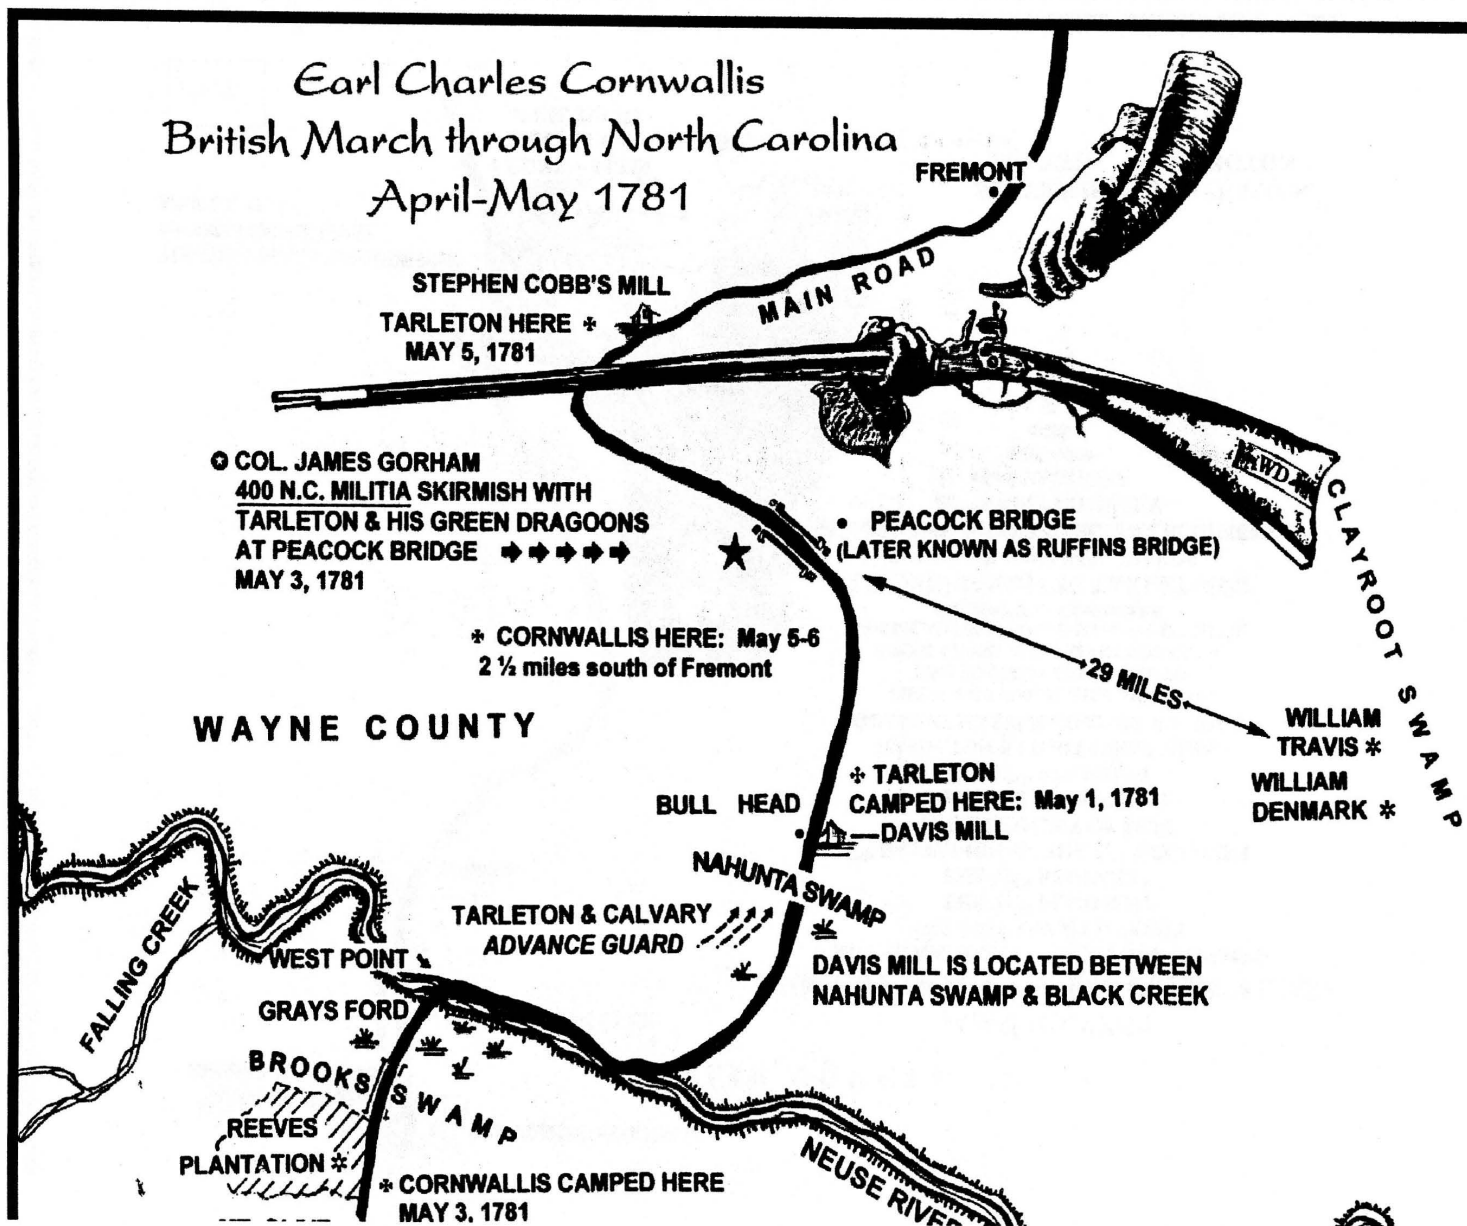 Earl Charles Cornwallis
British March through North Carolina
April-May 1781
FREMONT
MAIN ROAD
STEPHEN COBB'S MILL
TARLETON HERE ✢
MAY 5, 1781
✪ COL. JAMES GORHAM
400 N.C. MILITIA SKIRMISH WITH
TARLETON & HIS GREEN DRAGOONS
AT PEACOCK BRIDGE
MAY 3, 1781
AWD
CLAYROOT SWAMP
• PEACOCK BRIDGE
(LATER KNOWN AS RUFFINS BRIDGE)
✢ CORNWALLIS HERE: May 5-6
2 ½ miles south of Fremont
29 MILES
WILLIAM
TRAVIS *
WILLIAM
DENMARK *
WAYNE COUNTY
✢ TARLETON
CAMPED HERE: May 1, 1781
BULL HEAD
DAVIS MILL
NAHUNTA SWAMP
TARLETON & CALVARY
ADVANCE GUARD
DAVIS MILL IS LOCATED BETWEEN
NAHUNTA SWAMP & BLACK CREEK
FALLING CREEK
WEST POINT
GRAYS FORD
BROOKS SWAMP
REEVES
PLANTATION
✢ CORNWALLIS CAMPED HERE
MAY 3, 1781
NEUSE RIVER